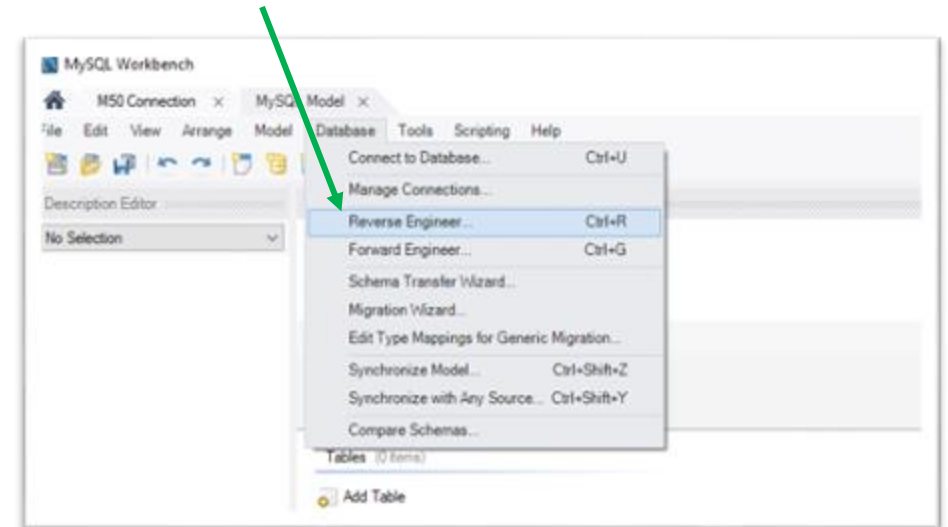 MySQL Workbench
M50 Connection × MySQL Model ×
File Edit View Arrange Model Database Tools Scripting Help
Connect to Database... Ctrl+U
Manage Connections...
Description Editor
Reverse Engineer... Ctrl+R
No Selection
Forward Engineer... Ctrl+G
Schema Transfer Wizard...
Migration Wizard...
Edit Type Mappings for Generic Migration...
Synchronize Model... Ctrl+Shift+Z
Synchronize with Any Source... Ctrl+Shift+Y
Compare Schemas...
Tables (0 items)
Add Table